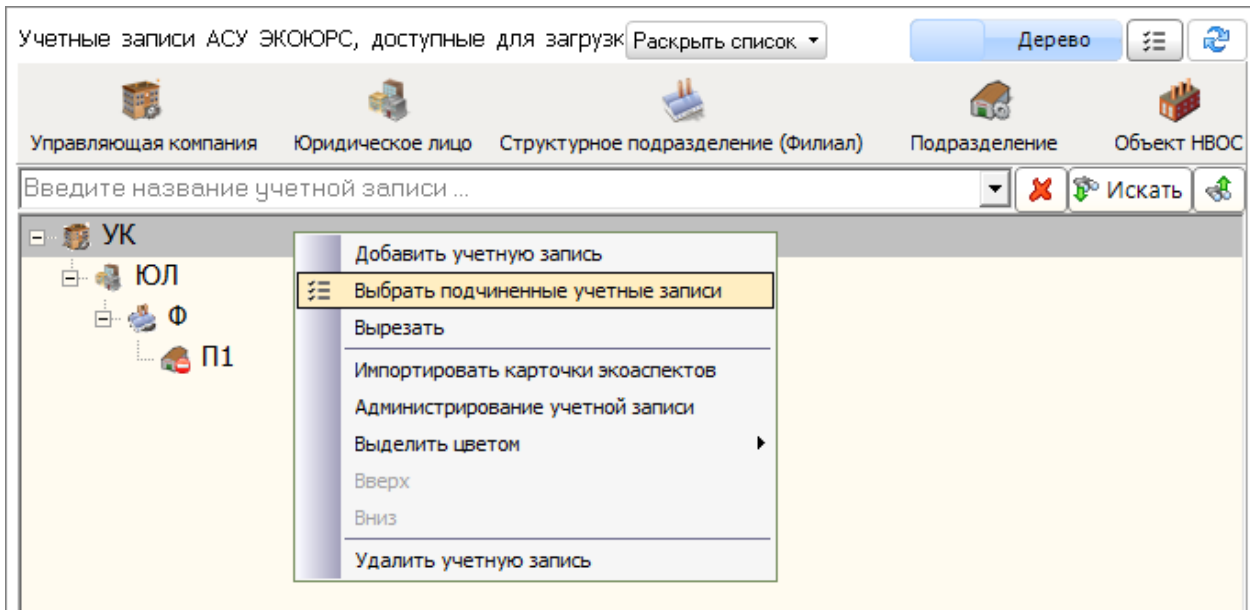 Учетные записи АСУ ЭКОЮРС, доступные для загрузк Раскрыть список Дерево
Управляющая компания Юридическое лицо Структурное подразделение (Филиал) Подразделение Объект НВОС
Введите название учетной записи ... Искать
УК
ЮЛ
Ф
П1
Добавить учетную запись
Выбрать подчиненные учетные записи
Вырезать
Импортировать карточки экоаспектов
Администрирование учетной записи
Выделить цветом
Вверх
Вниз
Удалить учетную запись